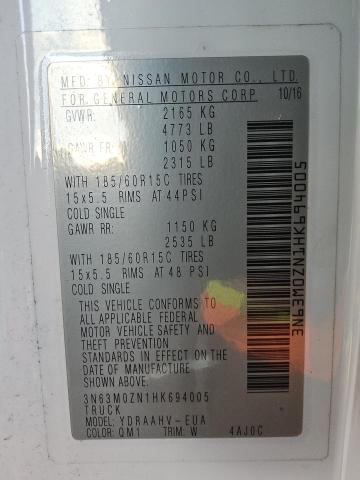 MFD. BY NISSAN MOTOR CO., LTD.
FOR GENERAL MOTORS CORP 10/16
GVWR: 2165 KG
4773 LB
GAWR FR: 1050 KG
2315 LB
WITH 185/60R15C TIRES
15x5.5 RIMS AT 44PSI
COLD SINGLE
GAWR RR: 1150 KG
2535 LB
WITH 185/60R15C TIRES
15x5.5 RIMS AT 48 PSI
COLD SINGLE
THIS VEHICLE CONFORMS TO
ALL APPLICABLE FEDERAL
MOTOR VEHICLE SAFETY AND
THEFT PREVENTION
STANDARDS IN EFFECT ON
THE DATE OF MANUFACTURE
SHOWN ABOVE.
3N63M0ZN1HK694005
TRUCK
MODEL: YDRAAHV-EUA
COLOR: QM1 TRIM: W 4AJ0C
3N63M0ZN1HK694005